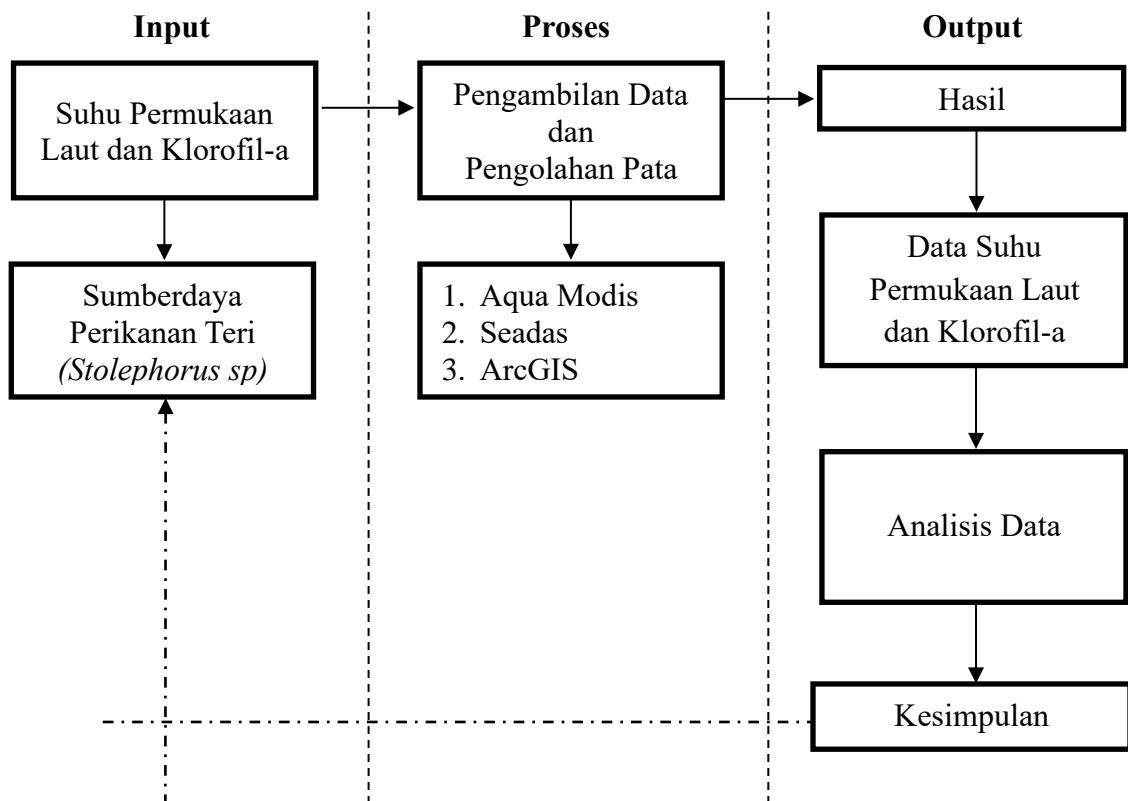 Input
Proses
Output
Suhu Permukaan
Laut dan Klorofil-a
Sumberdaya
Perikanan Teri
(Stolephorus sp)
Pengambilan Data
dan
Pengolahan Pata
1. Aqua Modis
2. Seadas
3. ArcGIS
Hasil
Data Suhu
Permukaan Laut
dan Klorofil-a
Analisis Data
Kesimpulan